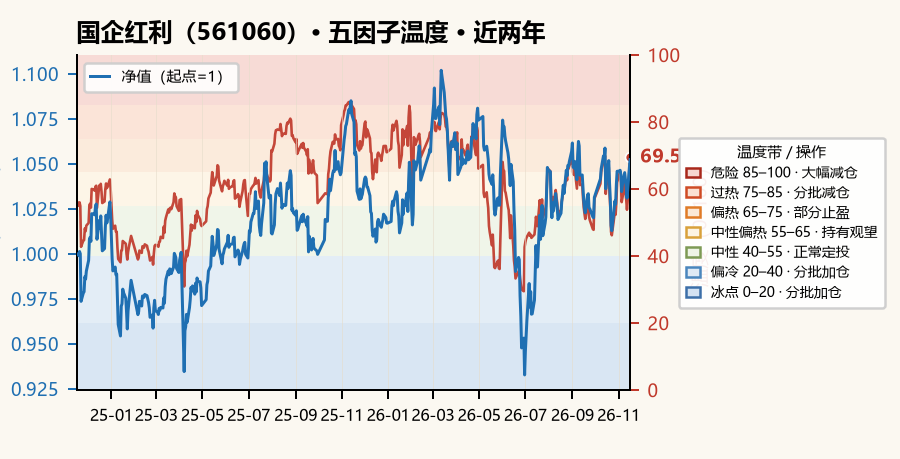 国企红利（561060）· 五因子温度 · 近两年
净值（起点=1）
1.100
1.075
1.050
1.025
1.000
0.975
0.950
0.925
100
80
60
40
20
0
69.5
温度带 / 操作
危险 85–100 · 大幅减仓
过热 75–85 · 分批减仓
偏热 65–75 · 部分止盈
中性偏热 55–65 · 持有观望
中性 40–55 · 正常定投
偏冷 20–40 · 分批加仓
冰点 0–20 · 分批加仓
25-01 25-03 25-05 25-07 25-09 25-11 26-01 26-03 26-05 26-07 26-09 26-11